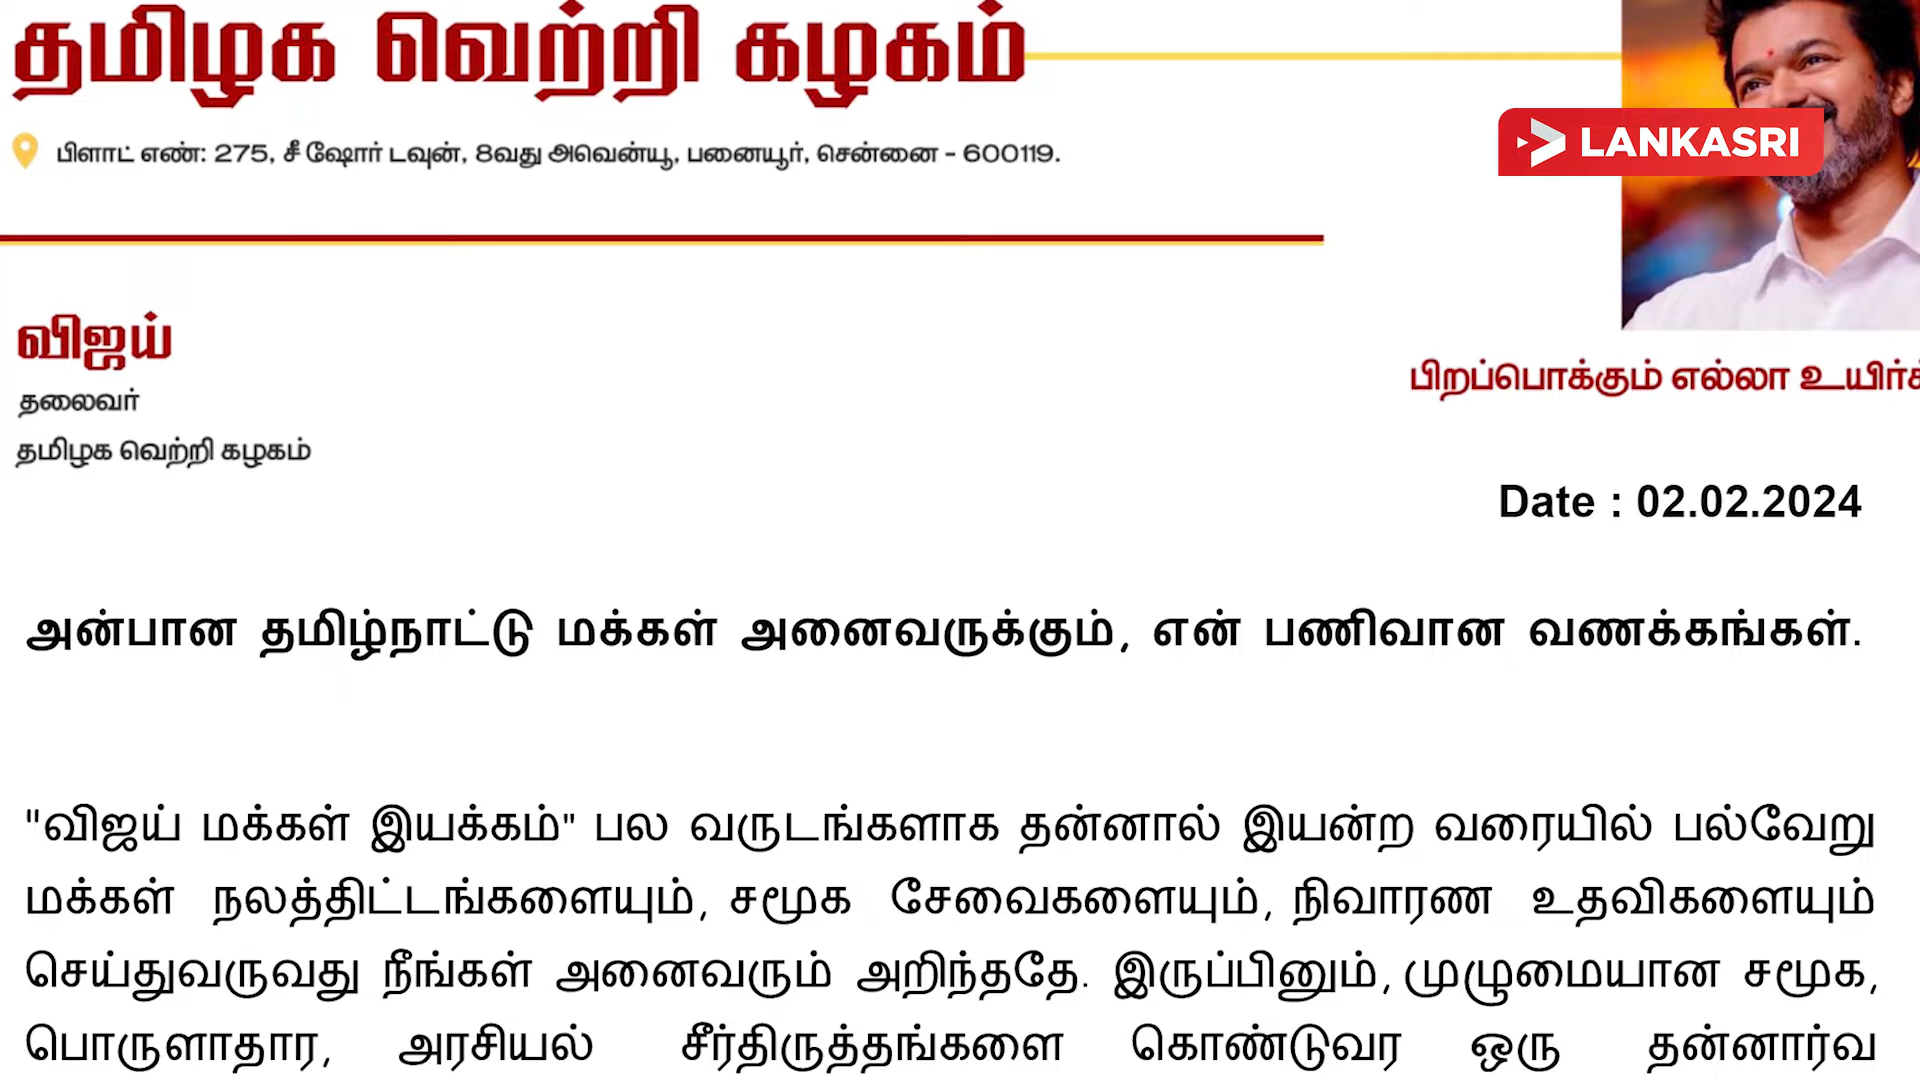 தமிழக வெற்றி கழகம்
பிளாட் எண்: 275, சீ ஷோர் டவுன், 8வது அவென்யூ, பனையூர், சென்னை - 600119.
LANKASRI
விஜய்
தலைவர்
தமிழக வெற்றி கழகம்
பிறப்பொக்கும் எல்லா
Date : 02.02.2024
அன்பான தமிழ்நாட்டு மக்கள் அனைவருக்கும், என் பணிவான வணக்கங்கள்.
"விஜய் மக்கள் இயக்கம்" பல வருடங்களாக தன்னால் இயன்ற வரையில் பல்வேறு
மக்கள் நலத்திட்டங்களையும், சமூக சேவைகளையும், நிவாரண உதவிகளையும்
செய்துவருவது நீங்கள் அனைவரும் அறிந்ததே. இருப்பினும், முழுமையான சமூக,
பொருளாதார, அரசியல் சீர்திருத்தங்களை கொண்டுவர ஒரு தன்னார்வ